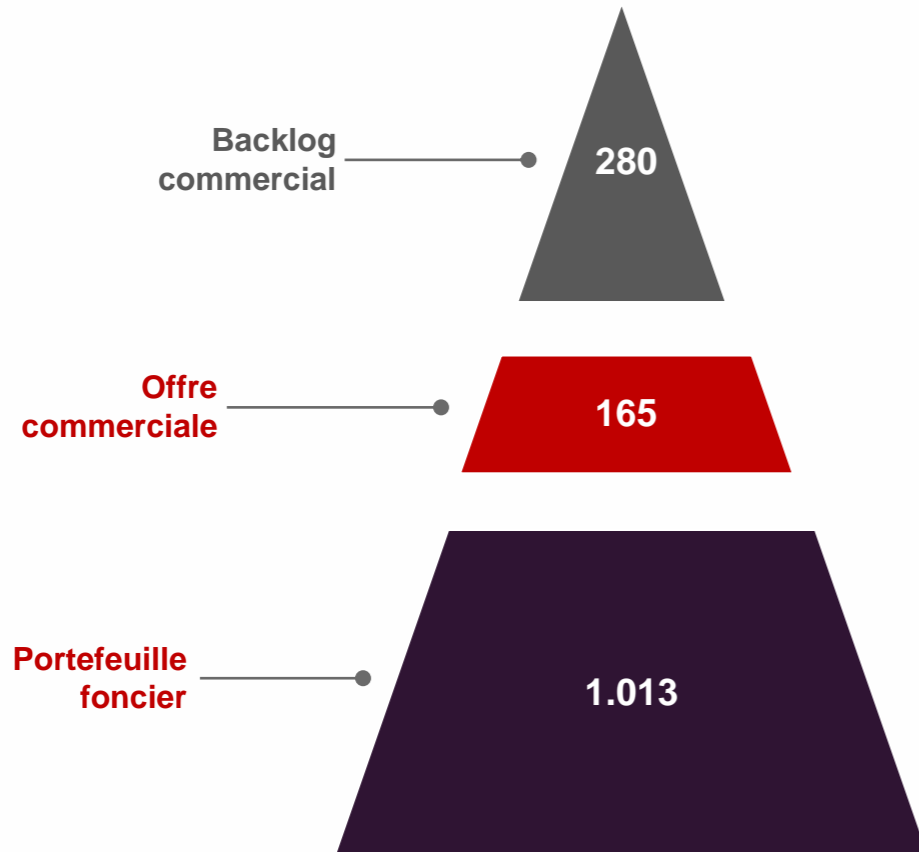 Backlog
commercial
280
Offre
commerciale
165
Portefeuille
foncier
1.013